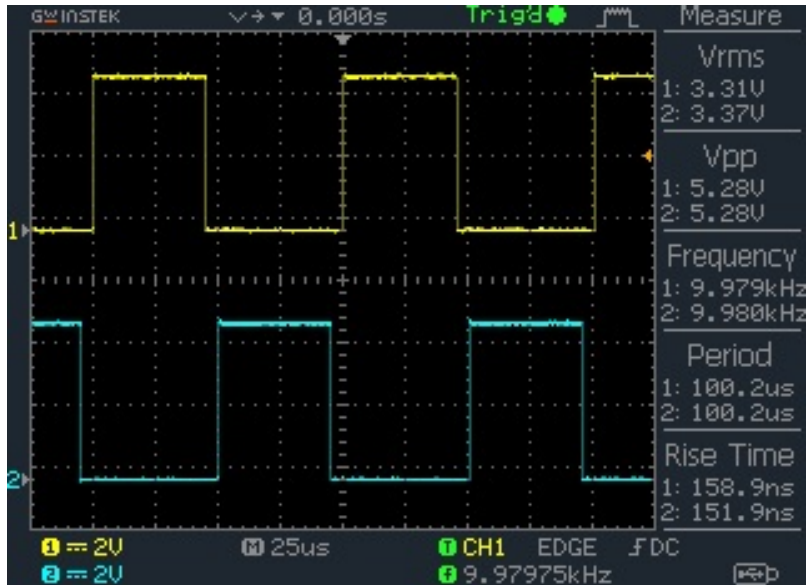 GWINSTEK 0.000s Trig'd Measure
Vrms
1: 3.31V
2: 3.37V
Vpp
1: 5.28V
2: 5.28V
Frequency
1: 9.979kHz
2: 9.980kHz
Period
1: 100.2us
2: 100.2us
Rise Time
1: 158.9ns
2: 151.9ns
1
2
1 2V M 25us T CH1 EDGE DC
2 2V f 9.97975kHz